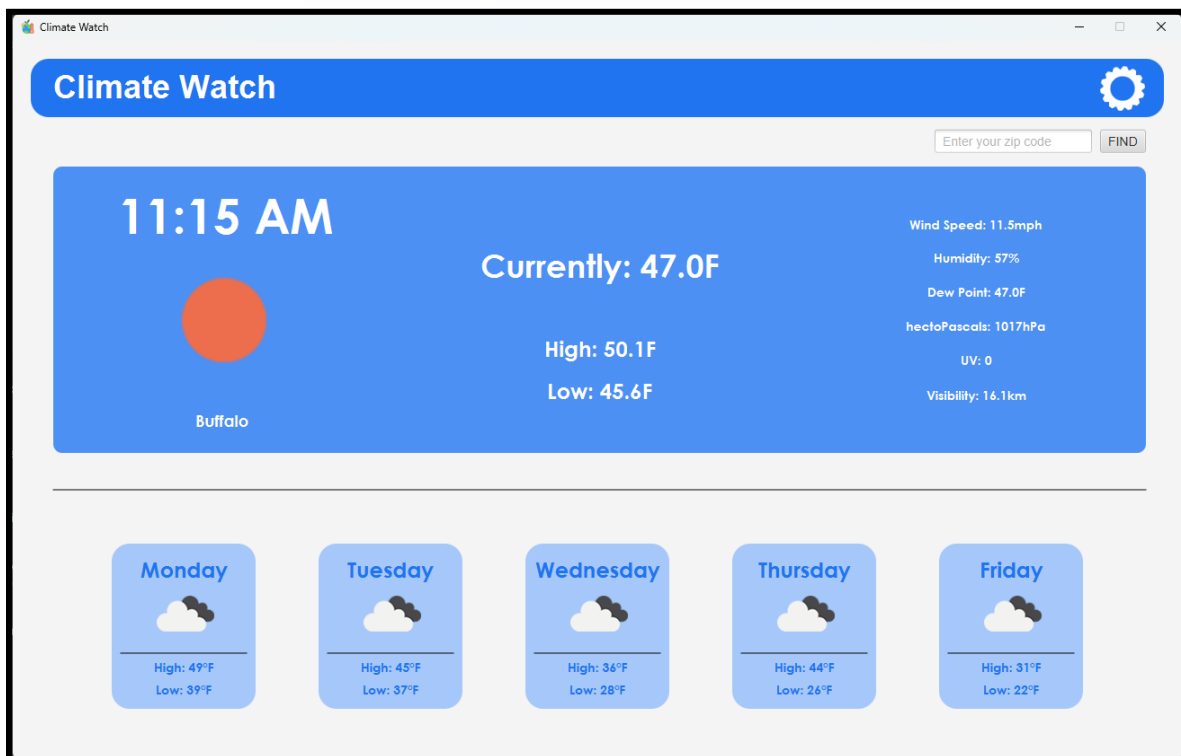 Climate Watch
Climate Watch
Enter your zip code
FIND
11:15 AM
Buffalo
Currently: 47.0F
High: 50.1F
Low: 45.6F
Wind Speed: 11.5mph
Humidity: 57%
Dew Point: 47.0F
hectoPascals: 1017hPa
UV: 0
Visibility: 16.1km
Monday
High: 49°F
Low: 39°F
Tuesday
High: 45°F
Low: 37°F
Wednesday
High: 36°F
Low: 28°F
Thursday
High: 44°F
Low: 26°F
Friday
High: 31°F
Low: 22°F